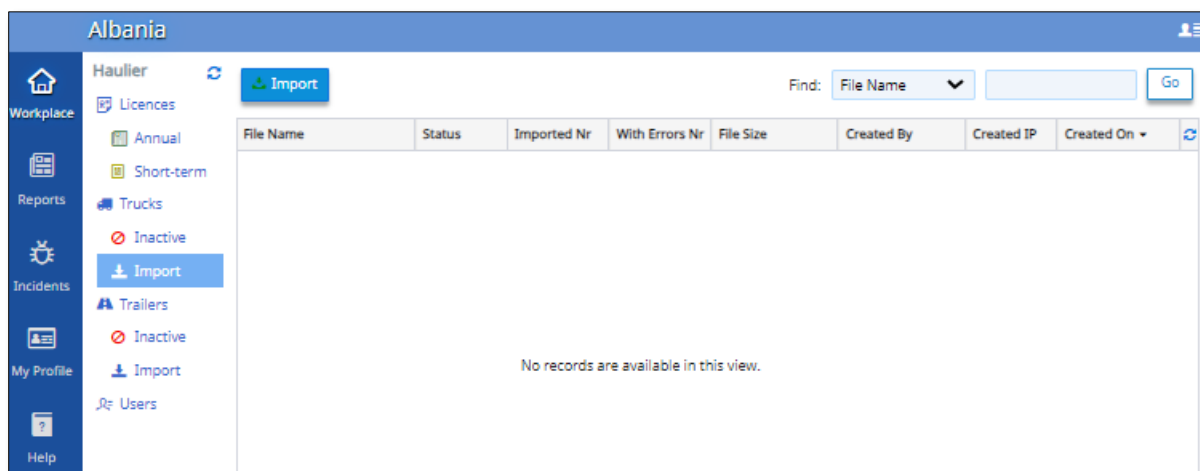 Albania
Workplace
Reports
Incidents
My Profile
Help
Haulier
Licences
Annual
Short-term
Trucks
Inactive
Import
Trailers
Inactive
Import
Users
Import
Find: File Name Go
File Name Status Imported Nr With Errors Nr File Size Created By Created IP Created On
No records are available in this view.